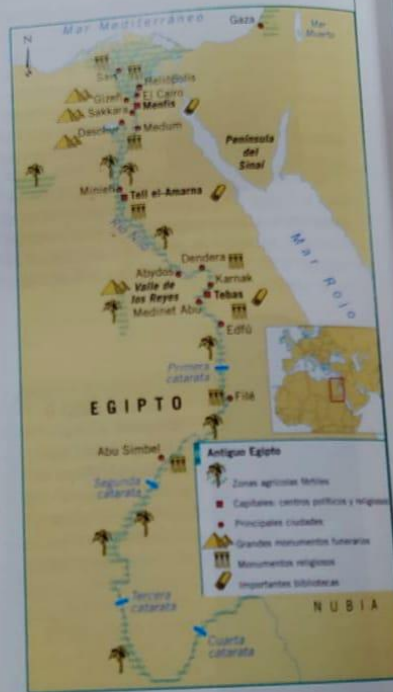 Mar Mediterráneo
Gaza
Mar
Muerto
N
Sais
Heliópolis
El Cairo
Gizeh
Menfis
Sakkara
Daschur
Medum
Península
del
Sinaí
Minieh
Tell el-Amarna
Río Nilo
Mar Rojo
Dendera
Abydos
Karnak
Valle de
los Reyes
Tebas
Medinet Abu
Edfú
Primera
catarata
EGIPTO
Filé
Abu Simbel
Segunda
catarata
Antiguo Egipto
Zonas agrícolas fértiles
Capitales: centros políticos y religiosos
Principales ciudades
Grandes monumentos funerarios
Monumentos religiosos
Importantes bibliotecas
Tercera
catarata
Cuarta
catarata
NUBIA